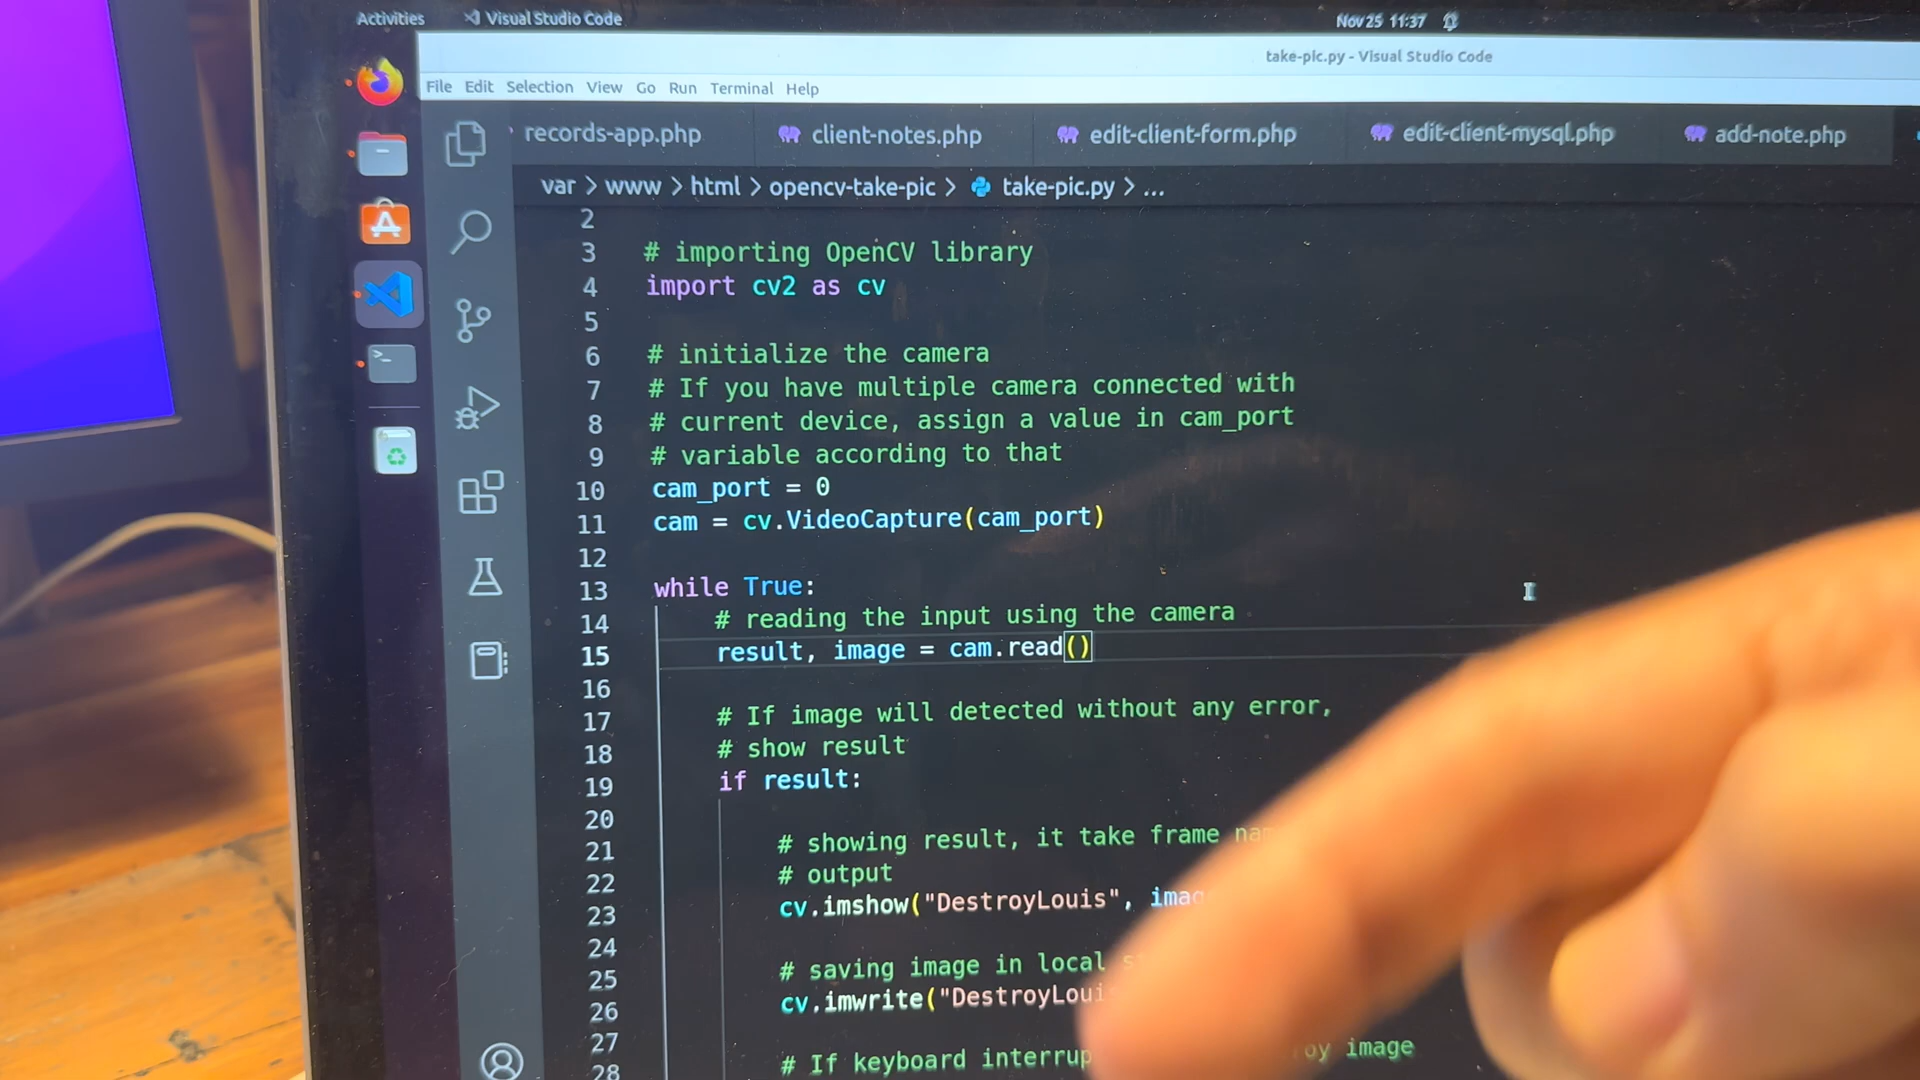 Activities Visual Studio Code Nov 25 11:37
take-pic.py - Visual Studio Code
File Edit Selection View Go Run Terminal Help
records-app.php client-notes.php edit-client-form.php edit-client-mysql.php add-note.php
var > www > html > opencv-take-pic > take-pic.py > ...
2
3 # importing OpenCV library
4 import cv2 as cv
5
6 # initialize the camera
7 # If you have multiple camera connected with
8 # current device, assign a value in cam_port
9 # variable according to that
10 cam_port = 0
11 cam = cv.VideoCapture(cam_port)
12
13 while True:
14 # reading the input using the camera
15 result, image = cam.read()
16
17 # If image will detected without any error,
18 # show result
19 if result:
20
21 # showing result, it take frame
22 # output
23 cv.imshow("DestroyLouis",
24
25 # saving image in local
26 cv.imwrite("DestroyLoui
27
28 # If keyboard interrup image